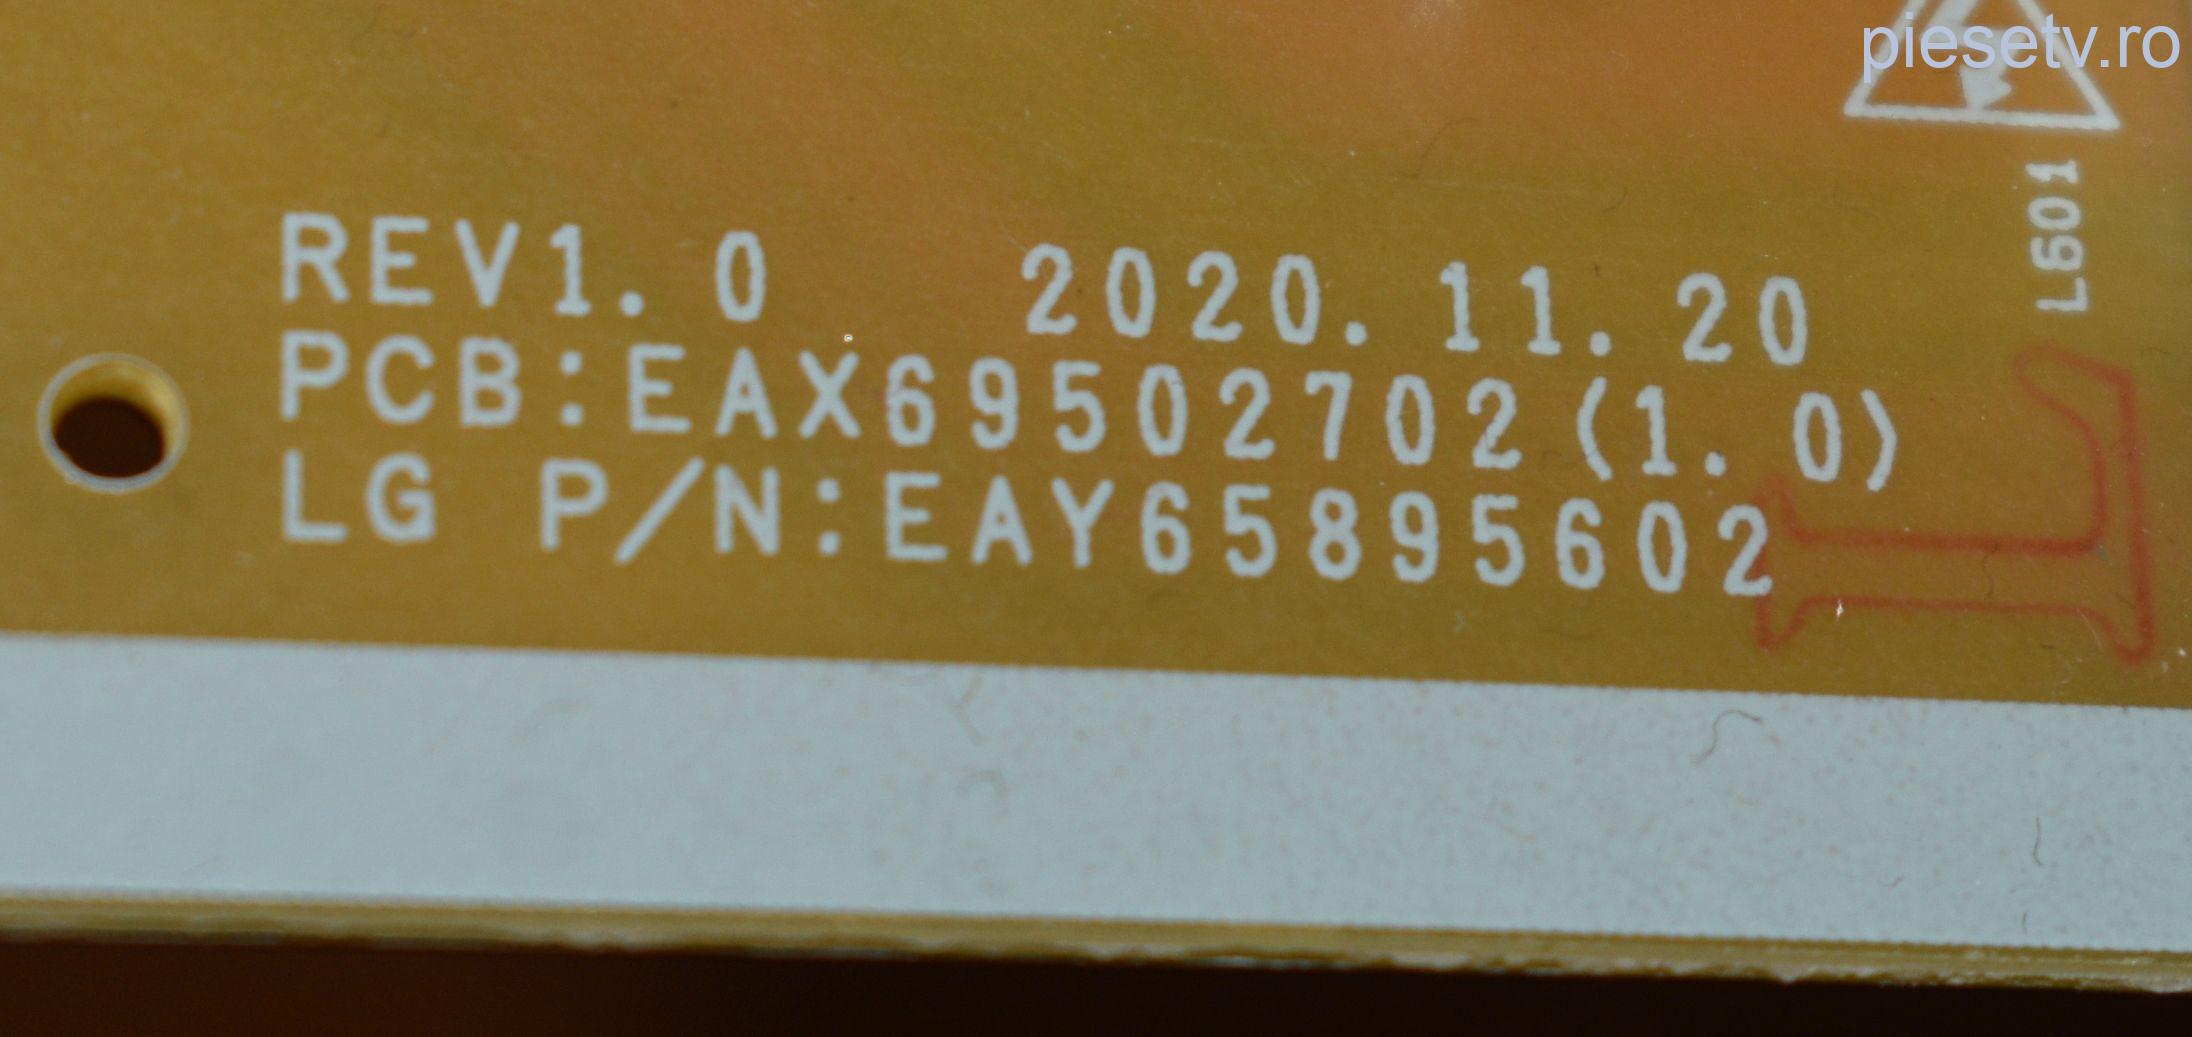 piesetv.ro
L601
REV1.0 2020.11.20
PCB:EAX69502702(1.0)
LG P/N:EAY65895602